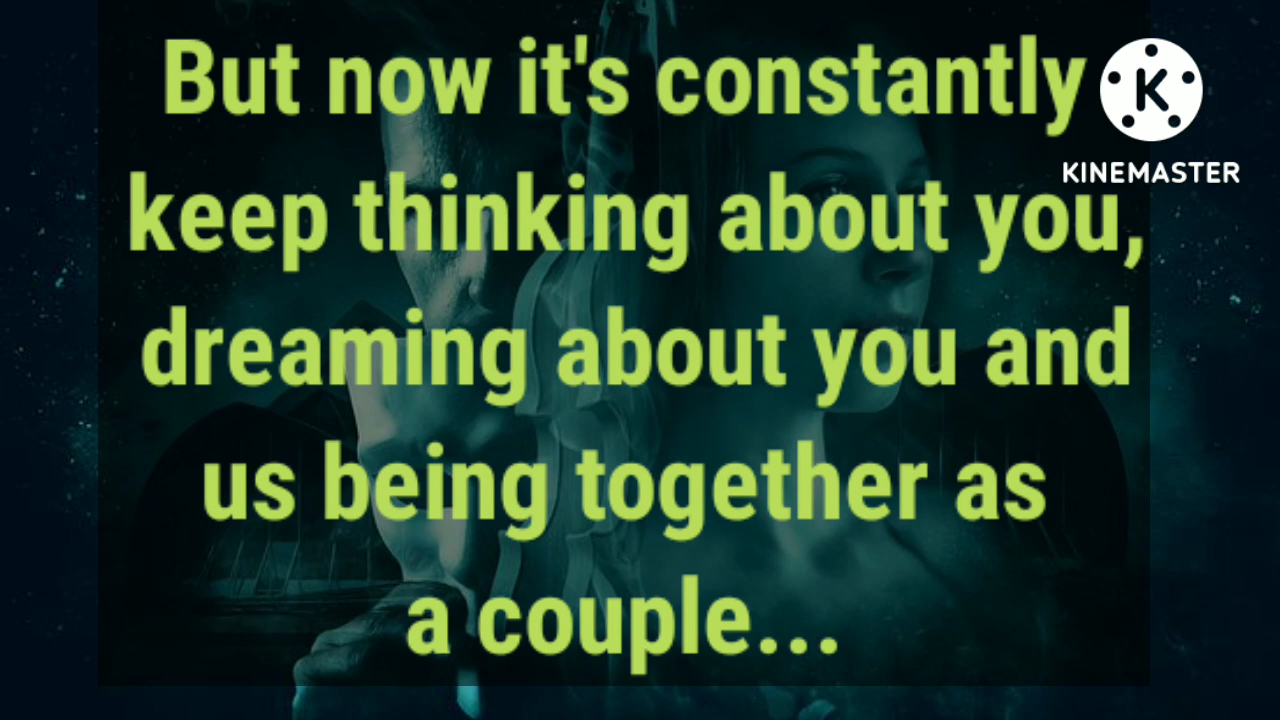 But now it's constantly
keep thinking about you,
dreaming about you and
us being together as
a couple...
K
KINEMASTER